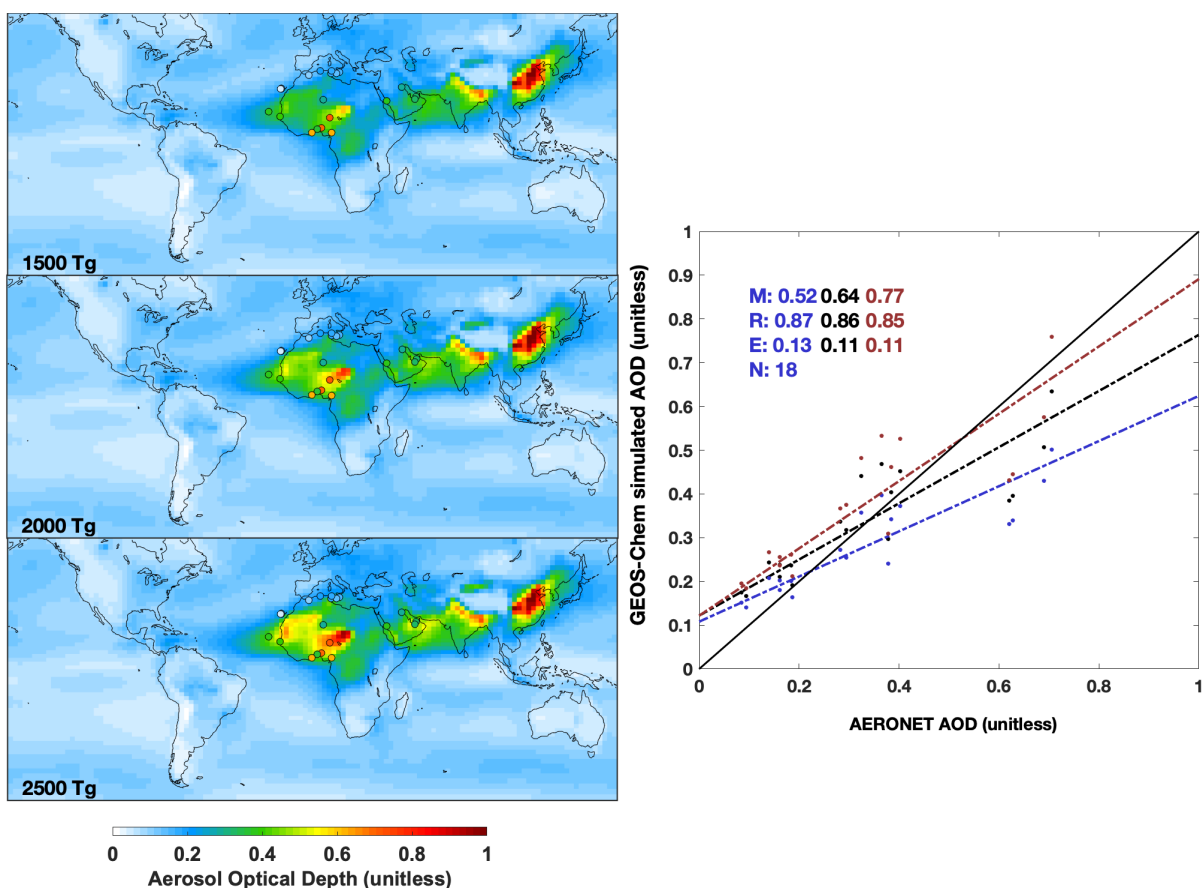 1500 Tg
2000 Tg
2500 Tg
0 0.2 0.4 0.6 0.8 1
Aerosol Optical Depth (unitless)
GEOS-Chem simulated AOD (unitless)
1
0.9
0.8
0.7
0.6
0.5
0.4
0.3
0.2
0.1
0
M: 0.52 0.64 0.77
R: 0.87 0.86 0.85
E: 0.13 0.11 0.11
N: 18
0 0.2 0.4 0.6 0.8 1
AERONET AOD (unitless)